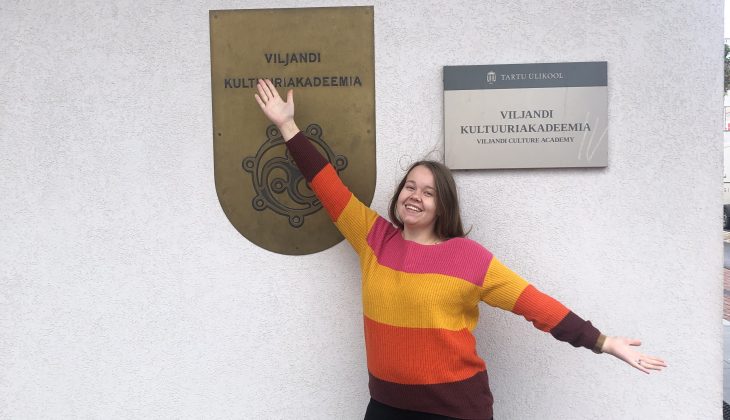 VILJANDI
KULTUURIAKADEEMIA
TARTU ÜLIKOOL
VILJANDI
KULTUURIAKADEEMIA
VILJANDI CULTURE ACADEMY